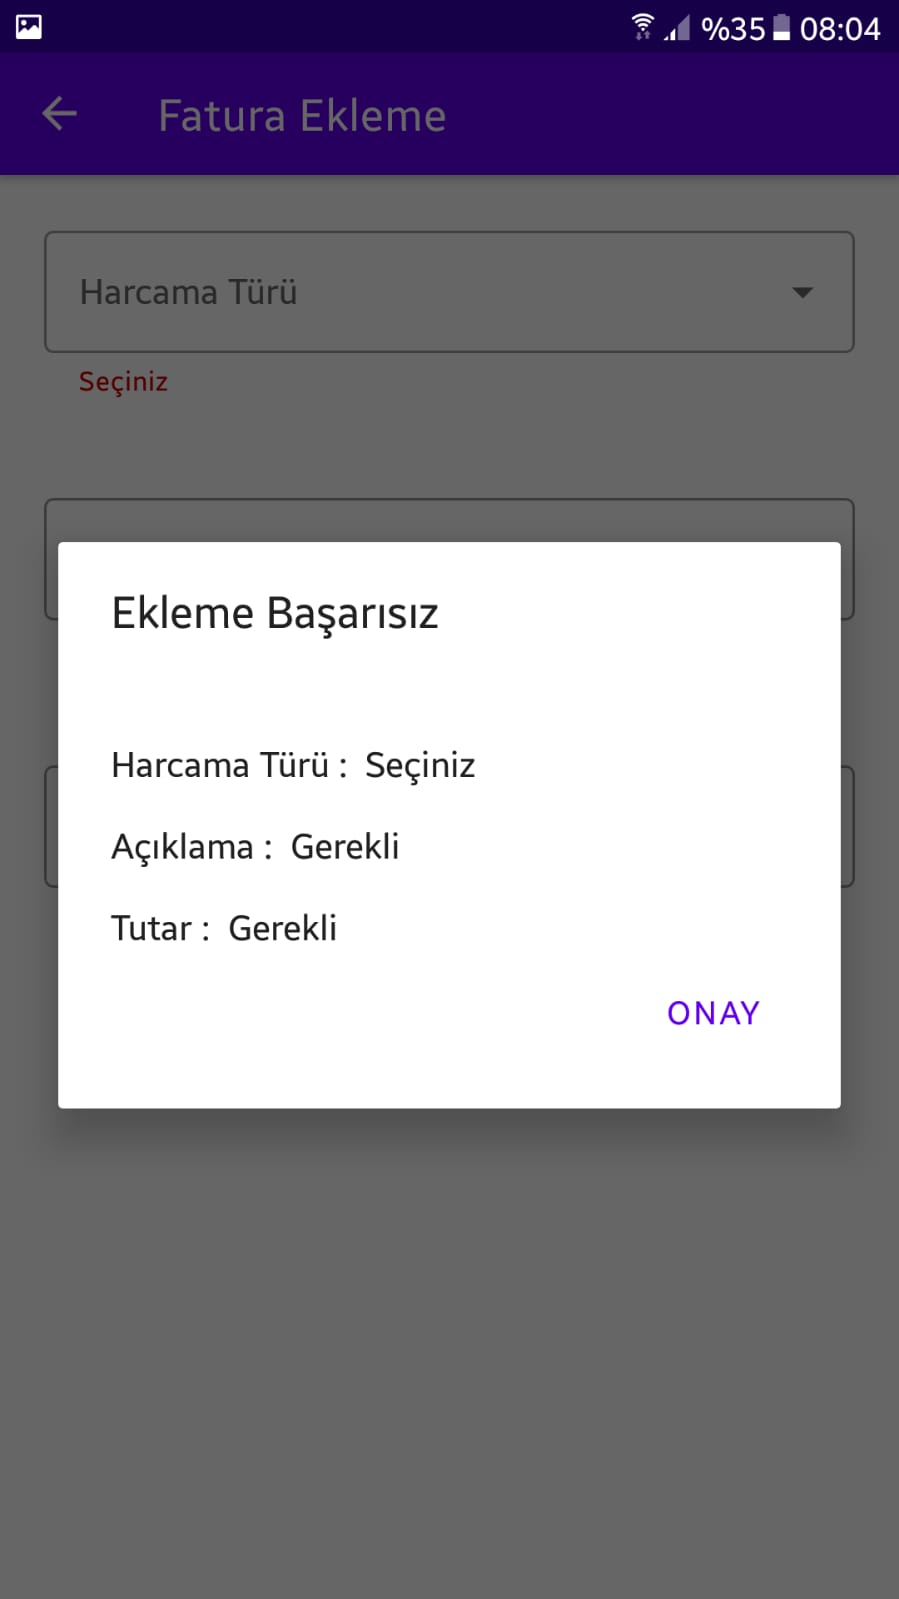 %35 08:04
Fatura Ekleme
Harcama Türü
Seçiniz
Ekleme Başarısız
Harcama Türü : Seçiniz
Açıklama : Gerekli
Tutar : Gerekli
ONAY